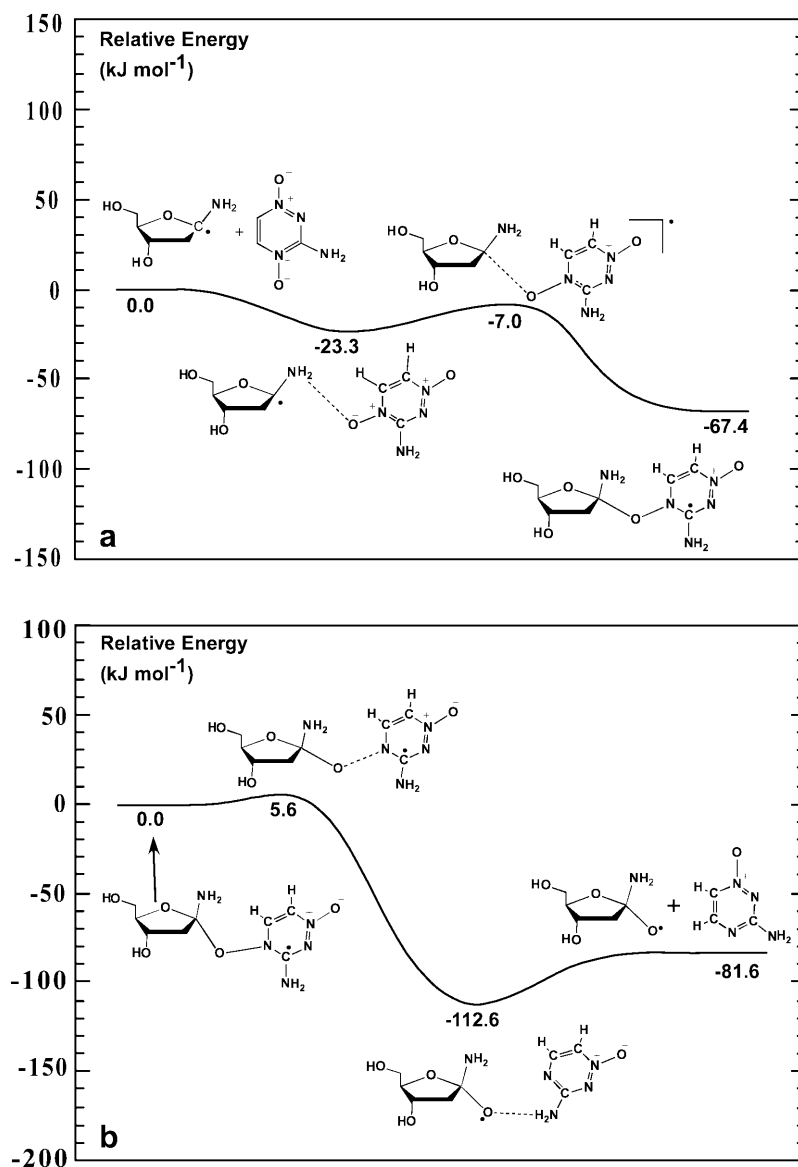 150
Relative Energy
(kJ mol-1)
100
50
0
-50
-100
-150
HO
O
NH2
C
•
HO
+
O−
N
+
N
N
−
NH2
O−
0.0
-23.3
HO
O
NH2
HO
•
H
H
C
C
N
+
O
N
N
+
C
O−
NH2
HO
O
NH2
HO
O
H
H
C
C
N
−
O
N
N
C
NH2
•
-7.0
-67.4
HO
O
NH2
HO
O
H
H
C
C
N
+
O
N
N
C
•
NH2
a
100
Relative Energy
(kJ mol-1)
50
0
-50
-100
-150
-200
HO
O
NH2
HO
O
H
H
C
C
N
+
O−
N
N
C
•
NH2
0.0
5.6
HO
O
NH2
HO
O
H
H
C
C
N
−
O−
N
N
C
•
NH2
HO
O
NH2
HO
O•
+
O
N
+
N
N
NH2
-81.6
-112.6
HO
O
NH2
HO
O
•
H
H
C
C
N
−
O−
N
N
C
H2N
b